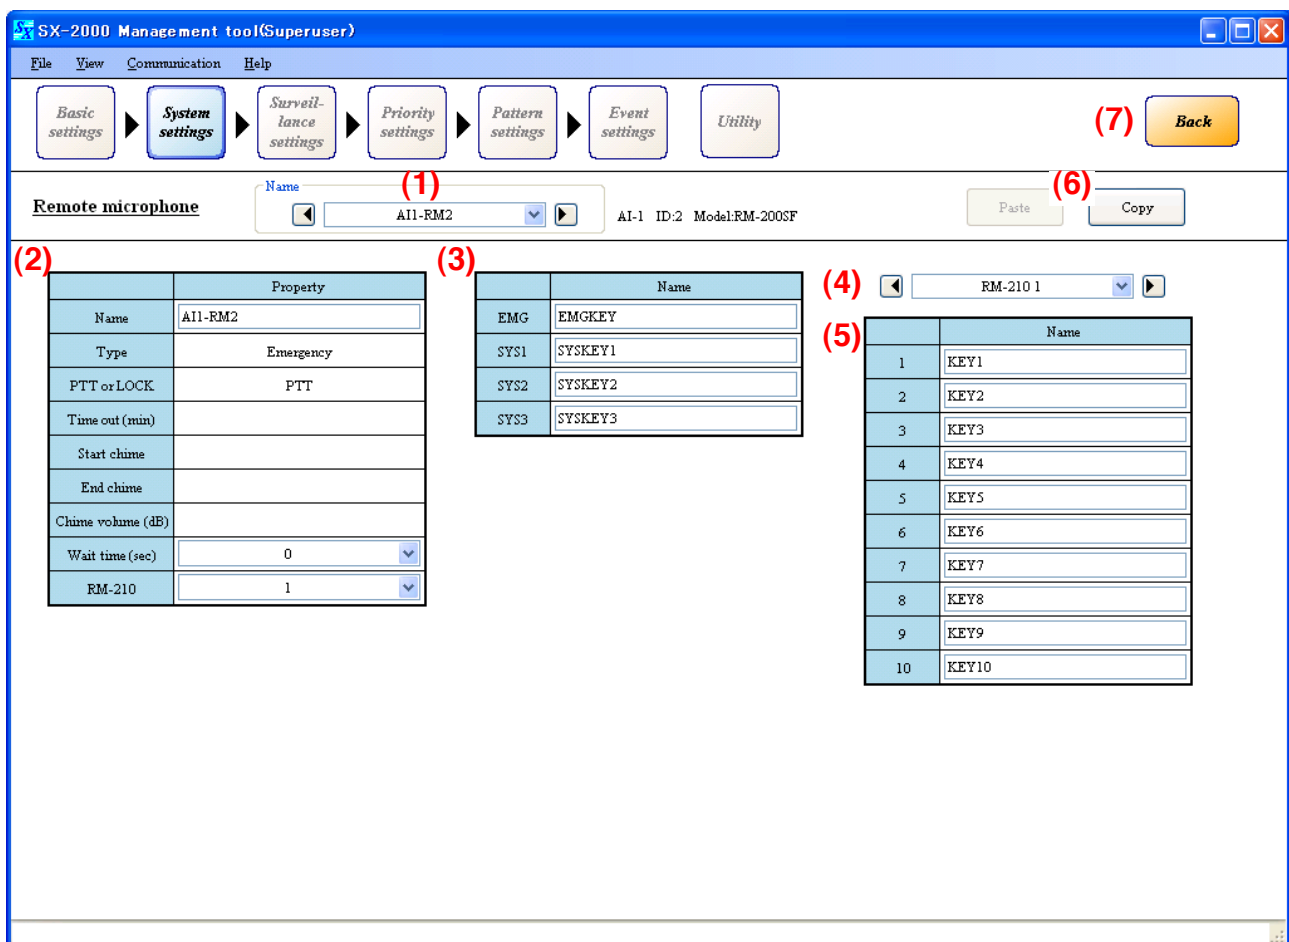 SX-2000 Management tool(Superuser)
File View Communication Help
Basic settings
System settings
Surveil-lance settings
Priority settings
Pattern settings
Event settings
Utility
(7)
Back
Remote microphone
Name
(1)
AI1-RM2
AI-1 ID:2 Model:RM-200SF
(6)
Paste
Copy
(2)
Property
Name AI1-RM2
Type Emergency
PTT or LOCK PTT
Time out (min)
Start chime
End chime
Chime volume (dB)
Wait time (sec) 0
RM-210 1
(3)
Name
EMG EMGKEY
SYS1 SYSKEY1
SYS2 SYSKEY2
SYS3 SYSKEY3
(4)
RM-210 1
(5)
Name
1 KEY1
2 KEY2
3 KEY3
4 KEY4
5 KEY5
6 KEY6
7 KEY7
8 KEY8
9 KEY9
10 KEY10